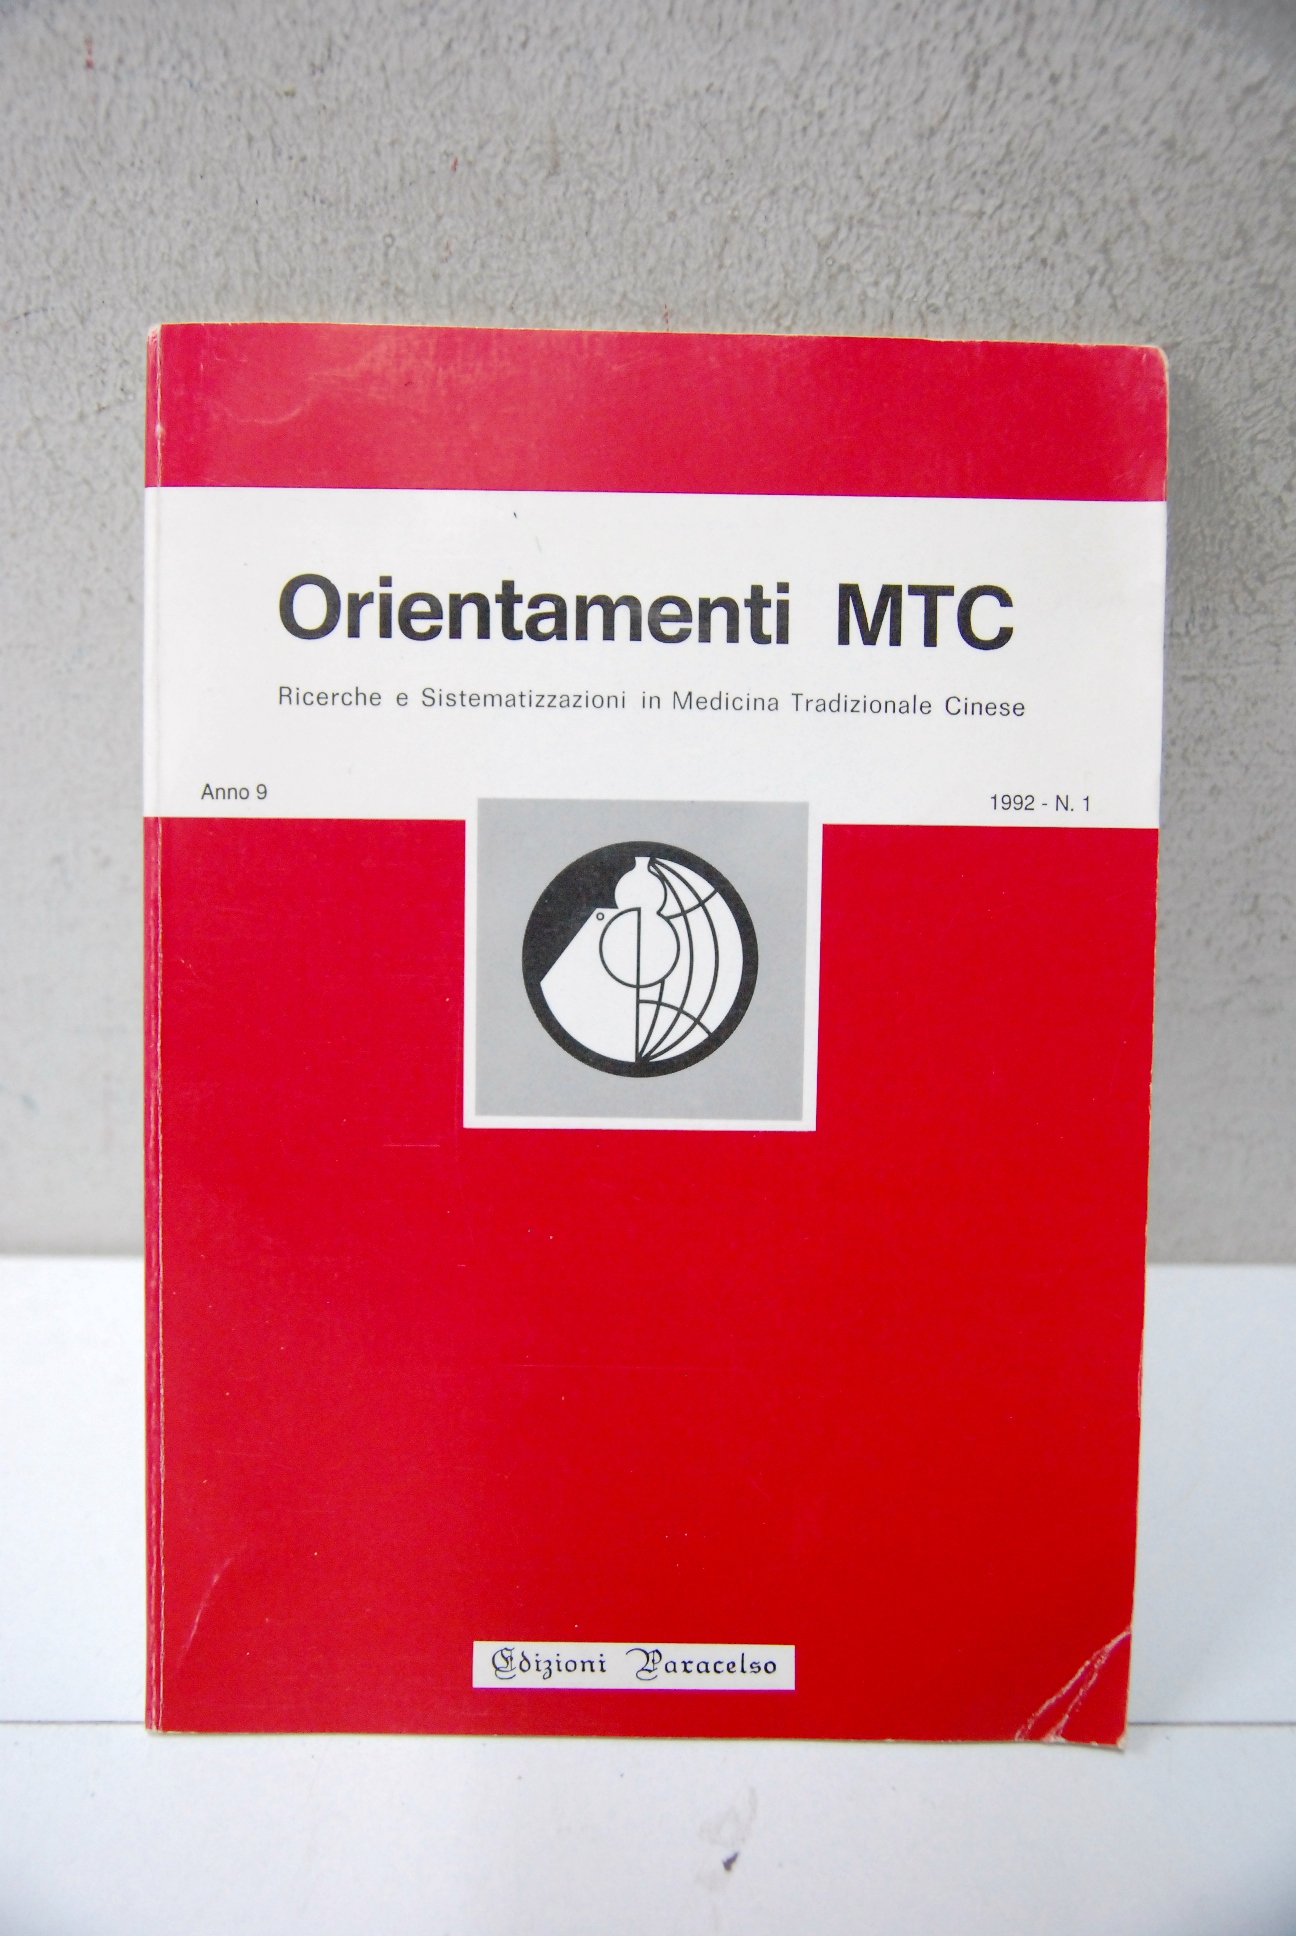 Orientamenti MTC
Ricerche e Sistematizzazioni in Medicina Tradizionale Cinese
Anno 9
1992 - N. 1
Edizioni Paracelso